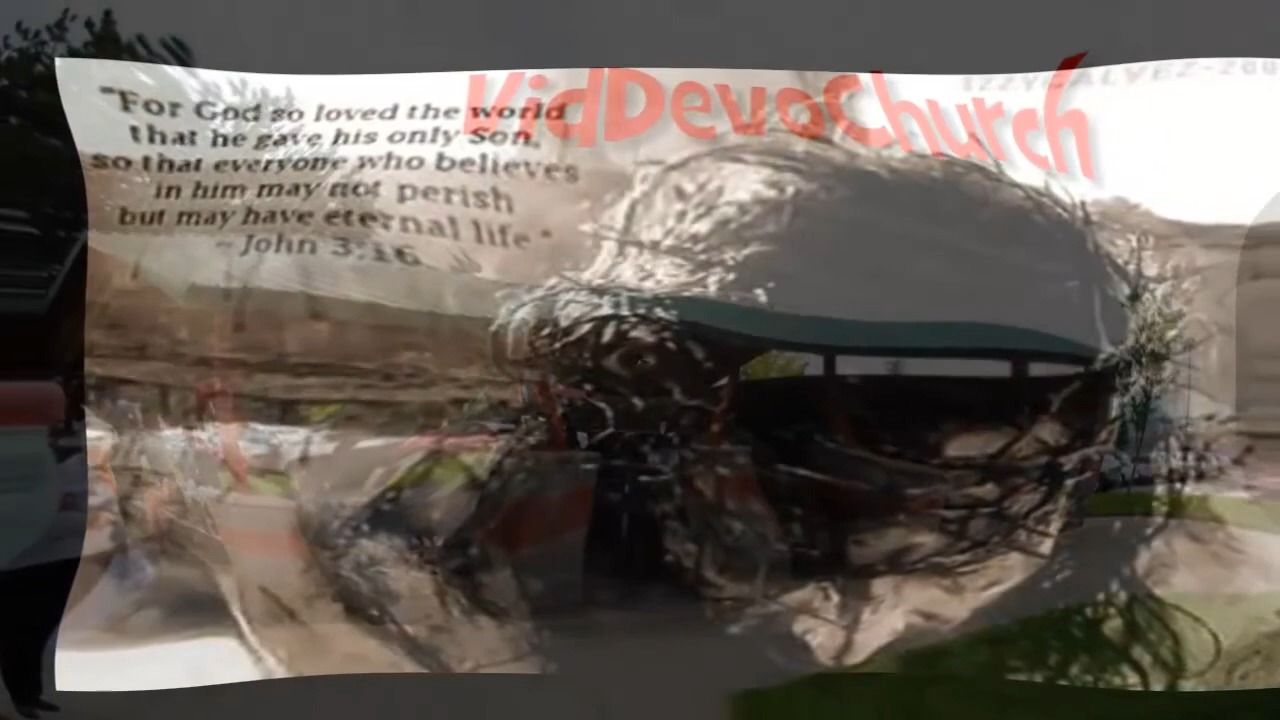 VidDevoChurch
"For God so loved the world
that he gave his only Son,
so that everyone who believes
in him may not perish
but may have eternal life"
~ John 3:16